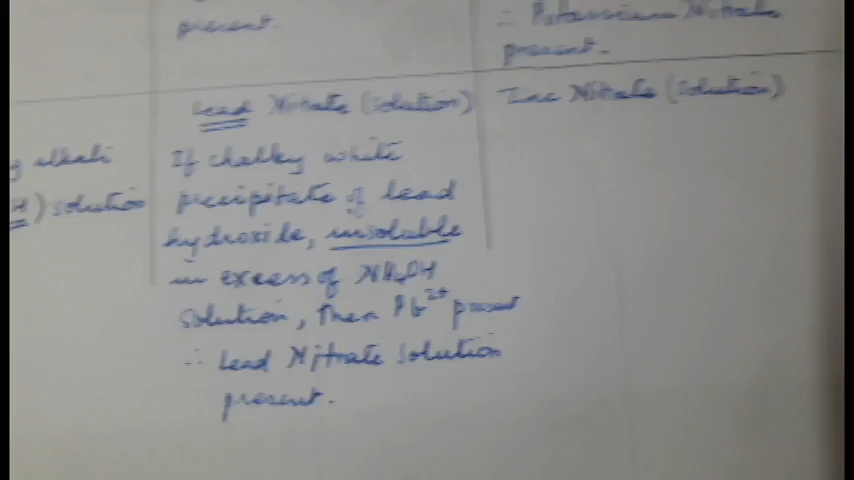 present.
∴ Potassium Nitrate
present.
Lead Nitrate (solution)
Zinc Nitrate (solution)
alkali
) solution
If chalky white
precipitate of lead
hydroxide, insoluble
in excess of NH4OH
solution, then Pb2+ present
∴ Lead Nitrate solution
present.